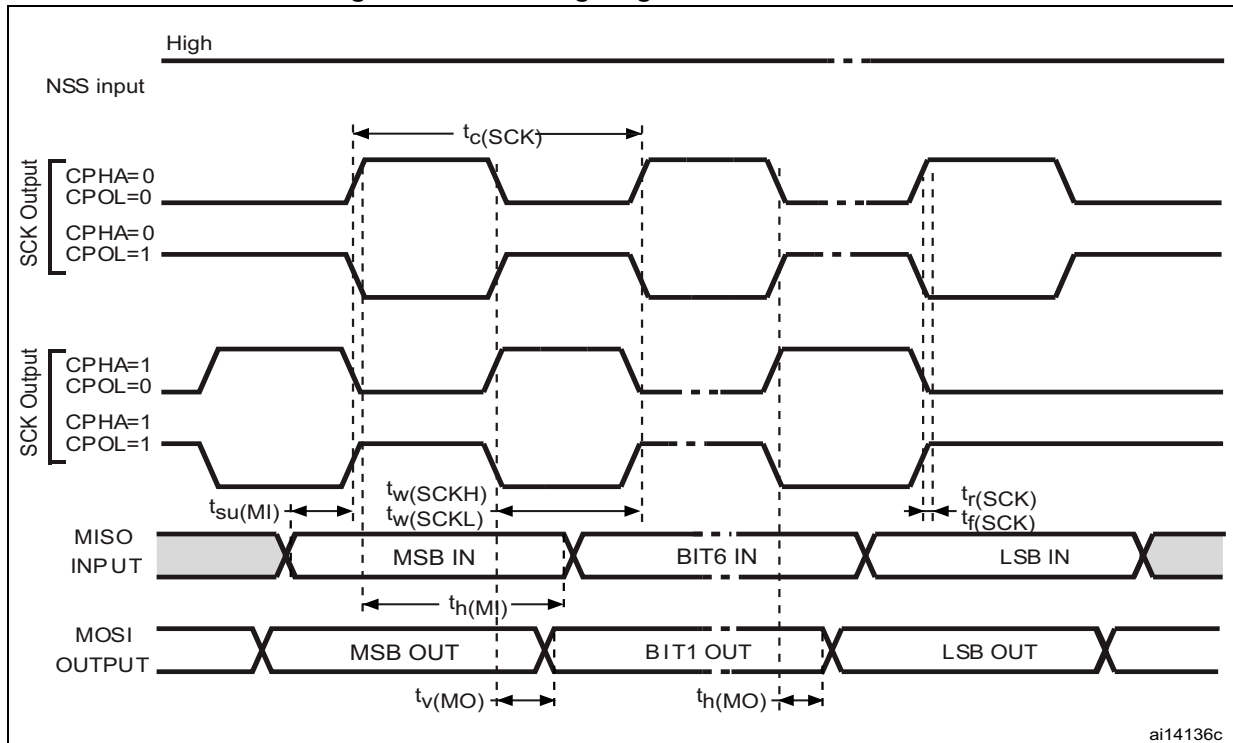 High
NSS input
tc(SCK)
SCK Output
CPHA=0
CPOL=0
CPHA=0
CPOL=1
SCK Output
CPHA=1
CPOL=0
CPHA=1
CPOL=1
tsu(MI)
tw(SCKH)
tw(SCKL)
tr(SCK)
tf(SCK)
MISO
INPUT
MSB IN
BIT6 IN
LSB IN
th(MI)
MOSI
OUTPUT
MSB OUT
BIT1 OUT
LSB OUT
tv(MO)
th(MO)
ai14136c